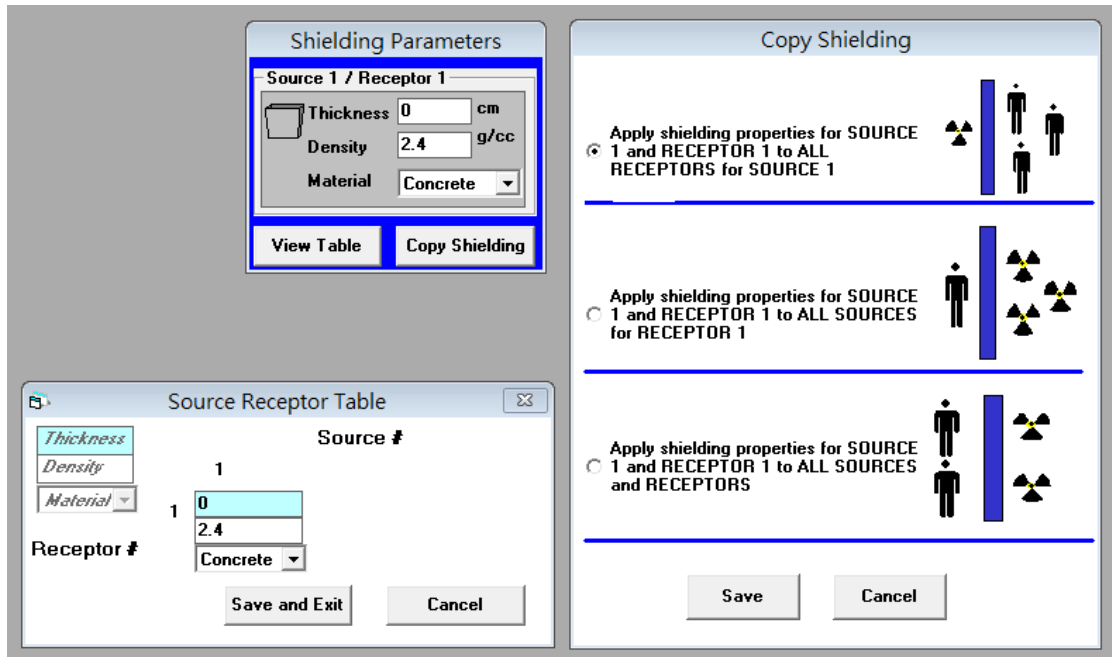 Shielding Parameters
Source 1 / Receptor 1
Thickness 0 cm
Density 2.4 g/cc
Material Concrete
View Table Copy Shielding
Copy Shielding
Apply shielding properties for SOURCE
1 and RECEPTOR 1 to ALL
RECEPTORS for SOURCE 1
Apply shielding properties for SOURCE
1 and RECEPTOR 1 to ALL SOURCES
for RECEPTOR 1
Apply shielding properties for SOURCE
1 and RECEPTOR 1 to ALL SOURCES
and RECEPTORS
Save Cancel
Source Receptor Table
Thickness
Density
Material
Receptor #
Source #
1
1 0
2.4
Concrete
Save and Exit Cancel